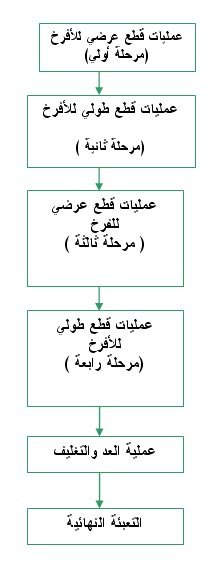 عمليات قطع عرضي للأفرخ
(مرحلة أولي)
عمليات قطع طولي للأفرخ
(مرحلة ثانية )
عمليات قطع عرضي
للفرخ
( مرحلة ثالثة )
عمليات قطع طولي
للأفرخ
(مرحلة رابعة )
عملية العد والتغليف
التعبئة النهائية